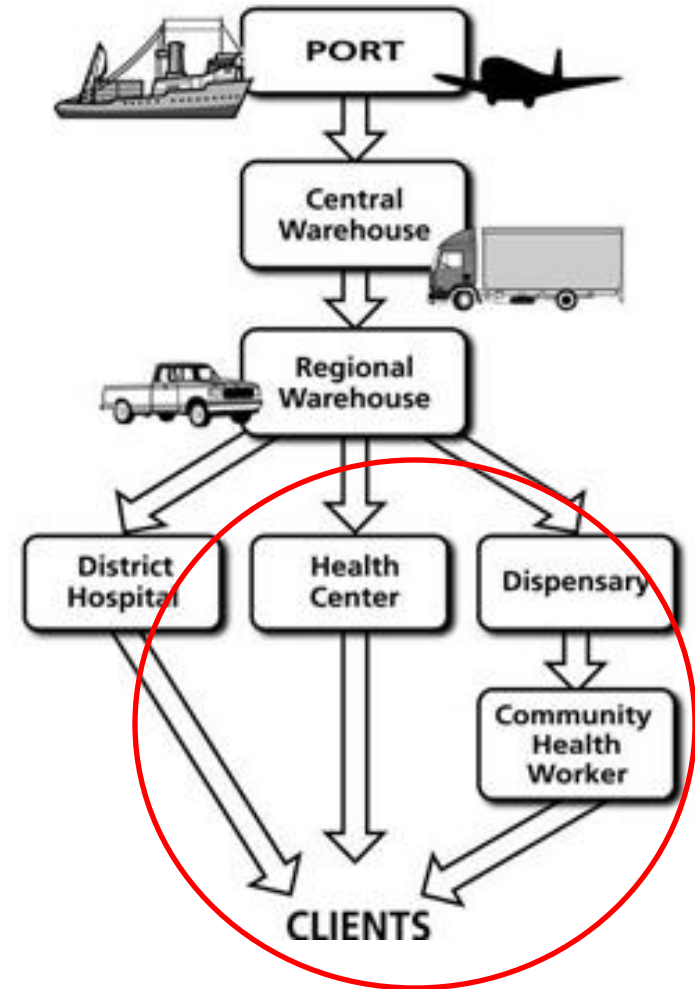 PORT
Central
Warehouse
Regional
Warehouse
District
Hospital
Health
Center
Dispensary
Community
Health
Worker
CLIENTS